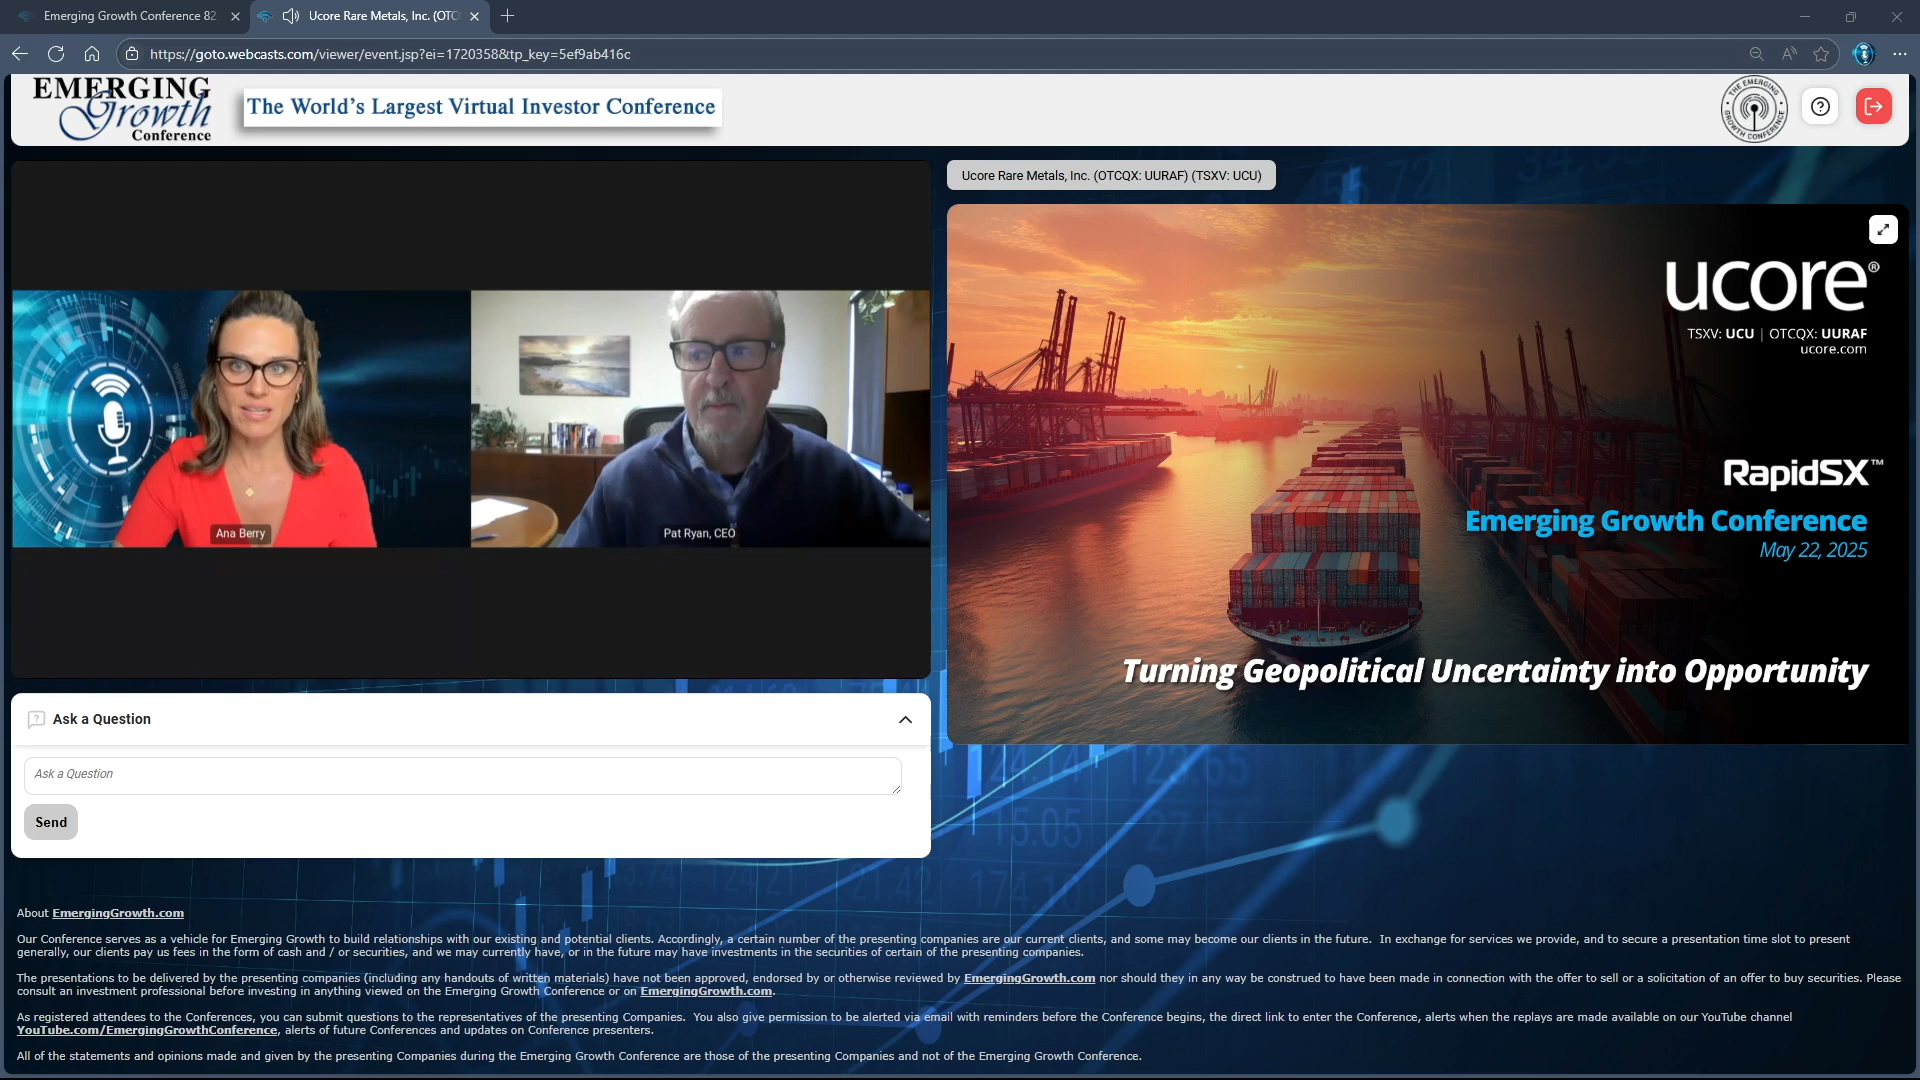 Emerging Growth Conference 82
Ucore Rare Metals, Inc. (OTC
https://goto.webcasts.com/viewer/event.jsp?ei=1720358&tp_key=5ef9ab416c
EMERGING
Growth
Conference
The World's Largest Virtual Investor Conference
THE EMERGING
GROWTH CONFERENCE
Ucore Rare Metals, Inc. (OTCQX: UURAF) (TSXV: UCU)
Ana Berry
Pat Ryan, CEO
ucore®
TSXV: UCU | OTCQX: UURAF
ucore.com
RapidSX™
Emerging Growth Conference
May 22, 2025
Turning Geopolitical Uncertainty into Opportunity
Ask a Question
Ask a Question
Send
About EmergingGrowth.com
Our Conference serves as a vehicle for Emerging Growth to build relationships with our existing and potential clients. Accordingly, a certain number of the presenting companies are our current clients, and some may become our clients in the future. In exchange for services we provide, and to secure a presentation time slot to present
generally, our clients pay us fees in the form of cash and / or securities, and we may currently have, or in the future may have investments in the securities of certain of the presenting companies.
The presentations to be delivered by the presenting companies (including any handouts of written materials) have not been approved, endorsed by or otherwise reviewed by EmergingGrowth.com nor should they in any way be construed to have been made in connection with the offer to sell or a solicitation of an offer to buy securities. Please
consult an investment professional before investing in anything viewed on the Emerging Growth Conference or on EmergingGrowth.com.
As registered attendees to the Conferences, you can submit questions to the representatives of the presenting Companies. You also give permission to be alerted via email with reminders before the Conference begins, the direct link to enter the Conference, alerts when the replays are made available on our YouTube channel
YouTube.com/EmergingGrowthConference, alerts of future Conferences and updates on Conference presenters.
All of the statements and opinions made and given by the presenting Companies during the Emerging Growth Conference are those of the presenting Companies and not of the Emerging Growth Conference.